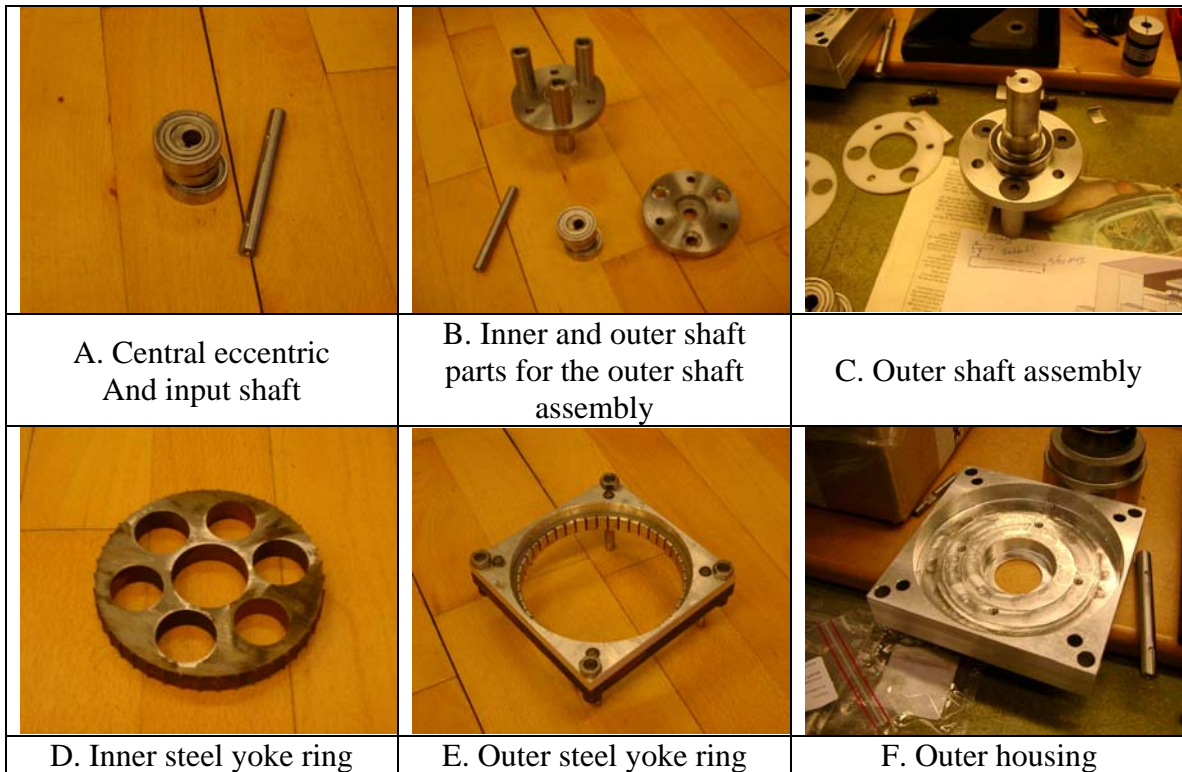 A. Central eccentric
And input shaft
B. Inner and outer shaft
parts for the outer shaft
assembly
C. Outer shaft assembly
D. Inner steel yoke ring
E. Outer steel yoke ring
F. Outer housing